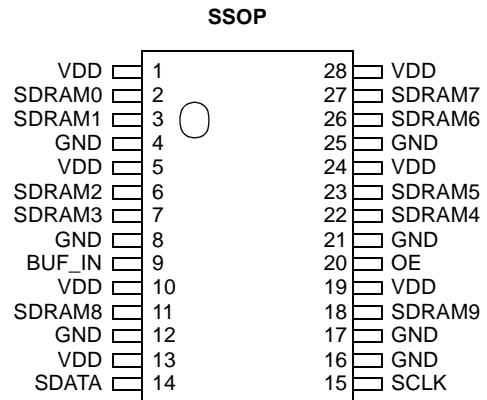 SSOP
VDD 1 28 VDD
SDRAM0 2 27 SDRAM7
SDRAM1 3 26 SDRAM6
GND 4 25 GND
VDD 5 24 VDD
SDRAM2 6 23 SDRAM5
SDRAM3 7 22 SDRAM4
GND 8 21 GND
BUF_IN 9 20 OE
VDD 10 19 VDD
SDRAM8 11 18 SDRAM9
GND 12 17 GND
VDD 13 16 GND
SDATA 14 15 SCLK